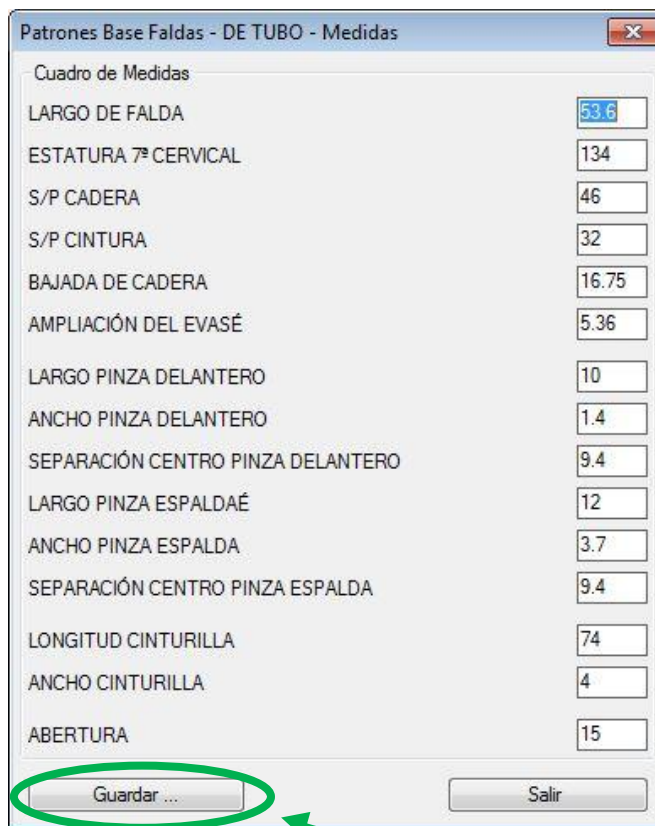 Patrones Base Faldas - DE TUBO - Medidas
Cuadro de Medidas
LARGO DE FALDA 53.6
ESTATURA 7ª CERVICAL 134
S/P CADERA 46
S/P CINTURA 32
BAJADA DE CADERA 16.75
AMPLIACIÓN DEL EVASÉ 5.36
LARGO PINZA DELANTERO 10
ANCHO PINZA DELANTERO 1.4
SEPARACIÓN CENTRO PINZA DELANTERO 9.4
LARGO PINZA ESPALDAÉ 12
ANCHO PINZA ESPALDA 3.7
SEPARACIÓN CENTRO PINZA ESPALDA 9.4
LONGITUD CINTURILLA 74
ANCHO CINTURILLA 4
ABERTURA 15
Guardar ... Salir